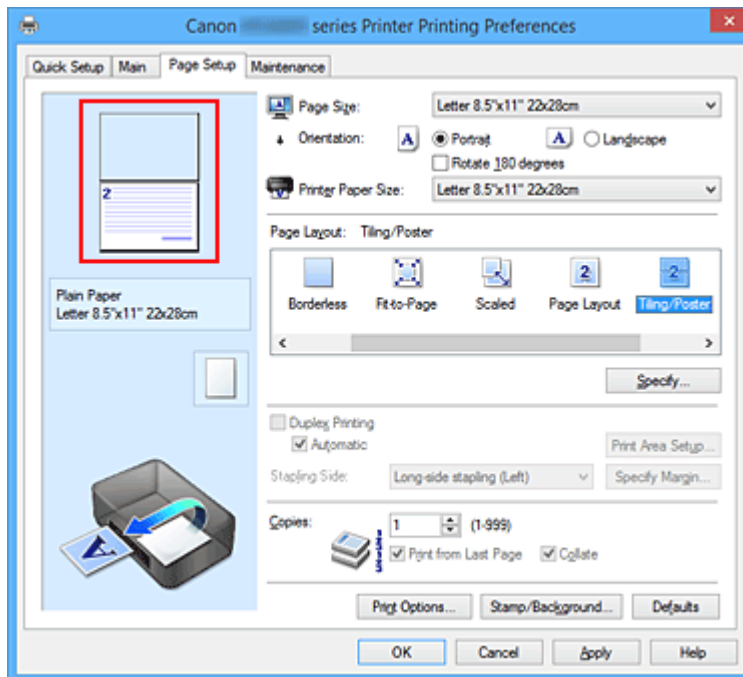 Canon series Printer Printing Preferences
Quick Setup Main Page Setup Maintenance
2
Plain Paper
Letter 8.5"x11" 22x28cm
A
Page Size: Letter 8.5"x11" 22x28cm
Orientation: A Portrait A Landscape
Rotate 180 degrees
Printer Paper Size: Letter 8.5"x11" 22x28cm
Page Layout: Tiling/Poster
2 2
Borderless Fit-to-Page Scaled Page Layout Tiling/Poster
Specify...
Duplex Printing
Automatic Print Area Setup...
Stapling Side: Long-side stapling (Left) Specify Margin...
Copies: 1 (1-999)
Print from Last Page Collate
Print Options... Stamp/Background... Defaults
OK Cancel Apply Help